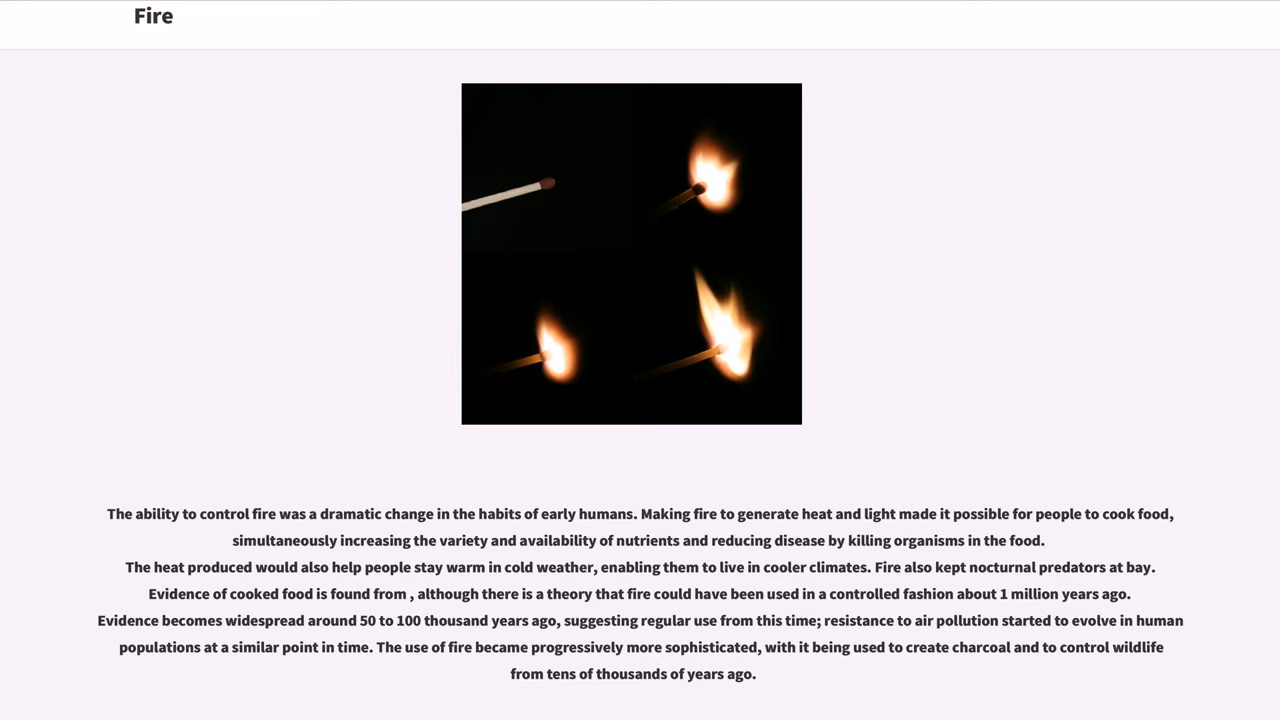 Fire
The ability to control fire was a dramatic change in the habits of early humans. Making fire to generate heat and light made it possible for people to cook food,
simultaneously increasing the variety and availability of nutrients and reducing disease by killing organisms in the food.
The heat produced would also help people stay warm in cold weather, enabling them to live in cooler climates. Fire also kept nocturnal predators at bay.
Evidence of cooked food is found from , although there is a theory that fire could have been used in a controlled fashion about 1 million years ago.
Evidence becomes widespread around 50 to 100 thousand years ago, suggesting regular use from this time; resistance to air pollution started to evolve in human
populations at a similar point in time. The use of fire became progressively more sophisticated, with it being used to create charcoal and to control wildlife
from tens of thousands of years ago.